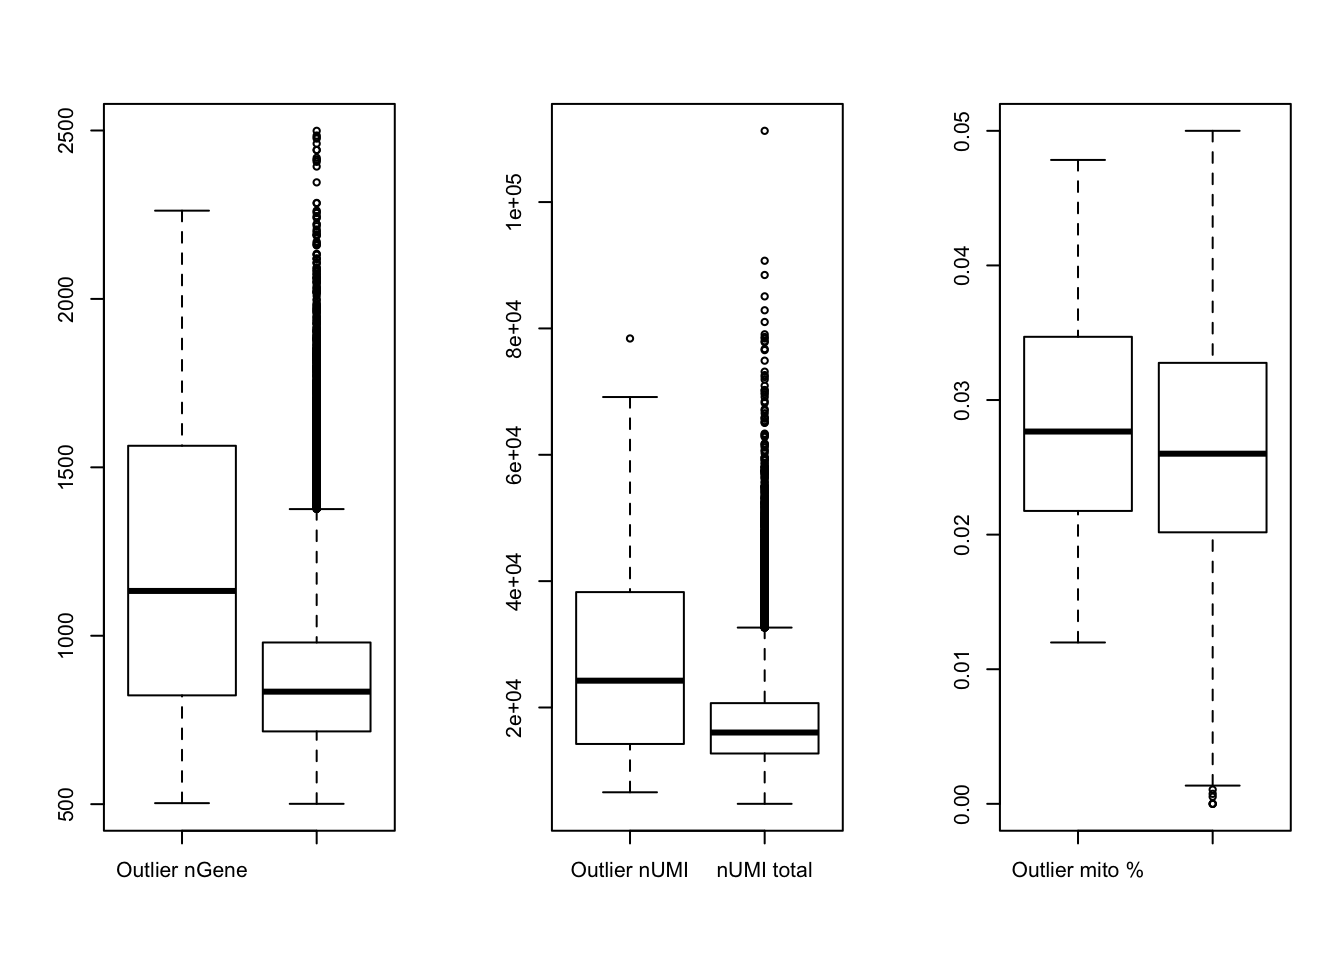 2500
2000
1500
1000
500
Outlier nGene
1e+05
8e+04
6e+04
4e+04
2e+04
Outlier nUMI
nUMI total
0.05
0.04
0.03
0.02
0.01
0.00
Outlier mito %